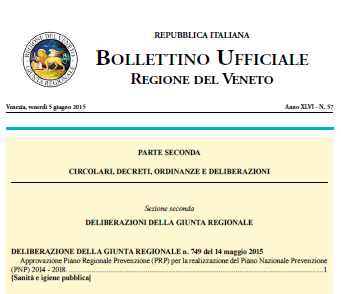 REPUBBLICA ITALIANA
BOLLETTINO UFFICIALE
REGIONE DEL VENETO
Venezia, venerdì 5 giugno 2015 Anno XLVI - N. 57
PARTE SECONDA
CIRCOLARI, DECRETI, ORDINANZE E DELIBERAZIONI
Sezione seconda
DELIBERAZIONI DELLA GIUNTA REGIONALE
DELIBERAZIONE DELLA GIUNTA REGIONALE n. 749 del 14 maggio 2015
Approvazione Piano Regionale Prevenzione (PRP) per la realizzazione del Piano Nazionale Prevenzione
(PNP) 2014 - 2018. 1
[Sanità e igiene pubblica]